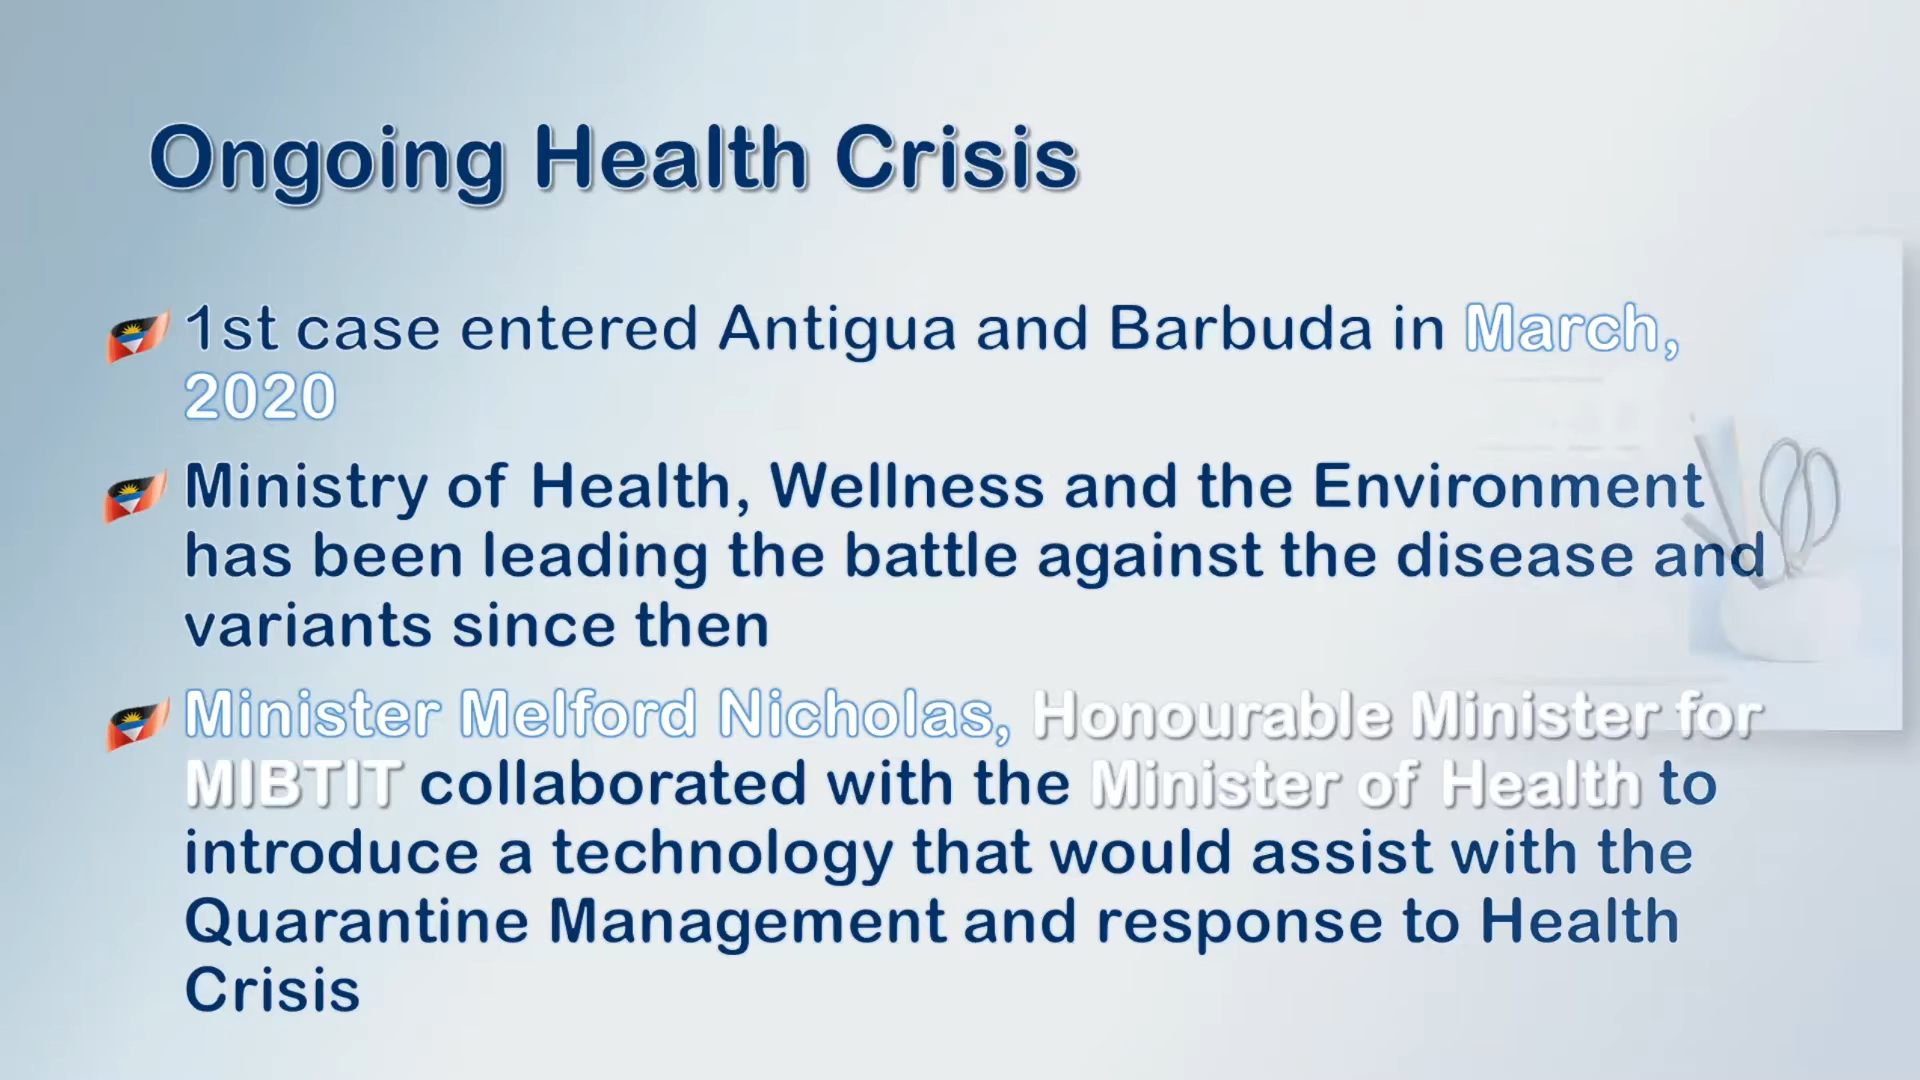 Ongoing Health Crisis
1st case entered Antigua and Barbuda in March,
2020
Ministry of Health, Wellness and the Environment
has been leading the battle against the disease and
variants since then
Minister Melford Nicholas, Honourable Minister for
MIBTIT collaborated with the Minister of Health to
introduce a technology that would assist with the
Quarantine Management and response to Health
Crisis